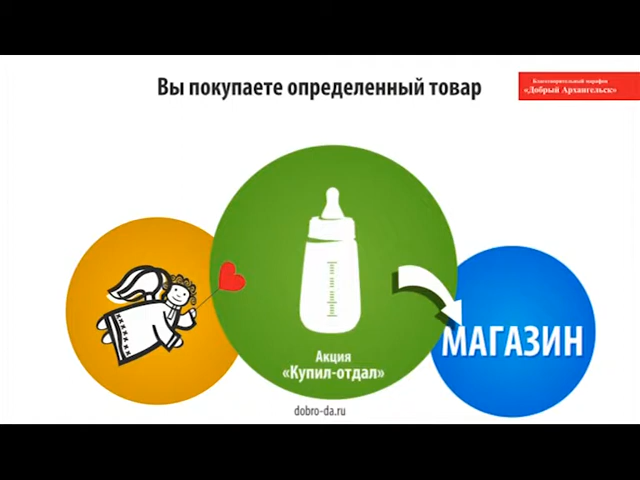 Вы покупаете определенный товар
Благотворительный марафон
«Добрый Архангельск»
МАГАЗИН
Акция
«Купил-отдал»
dobro-da.ru